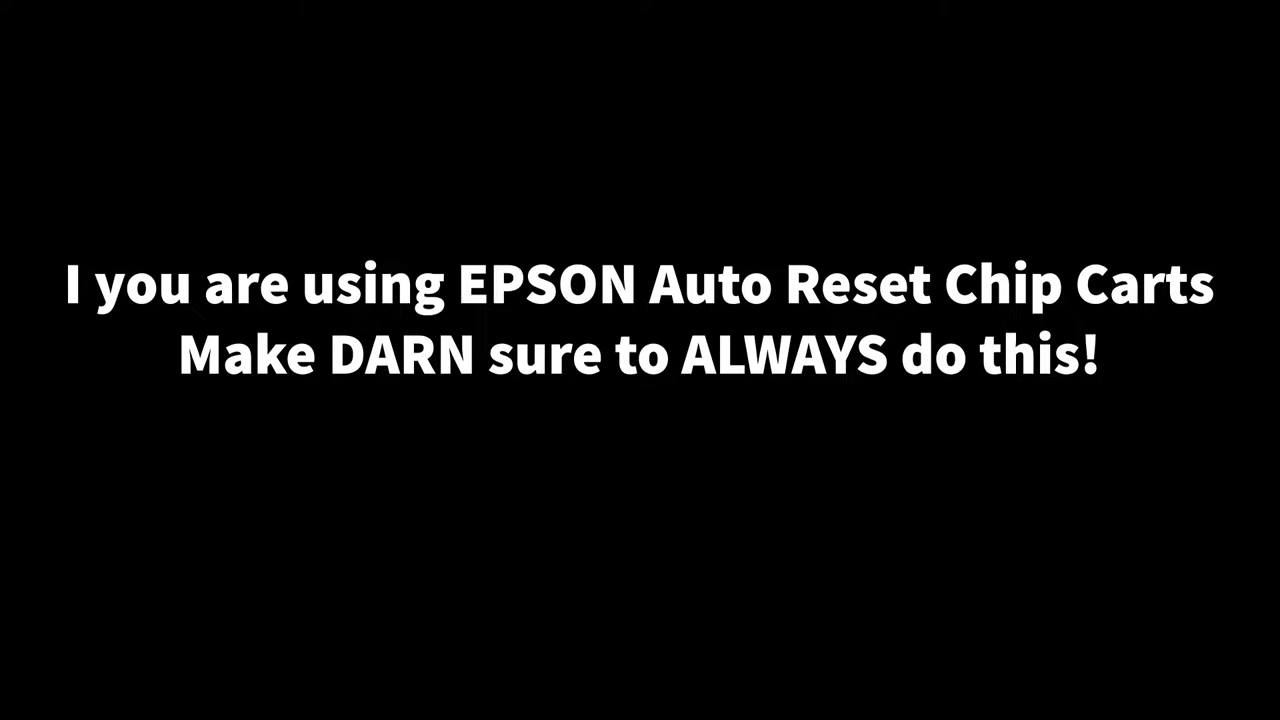 I you are using EPSON Auto Reset Chip Carts
Make DARN sure to ALWAYS do this!